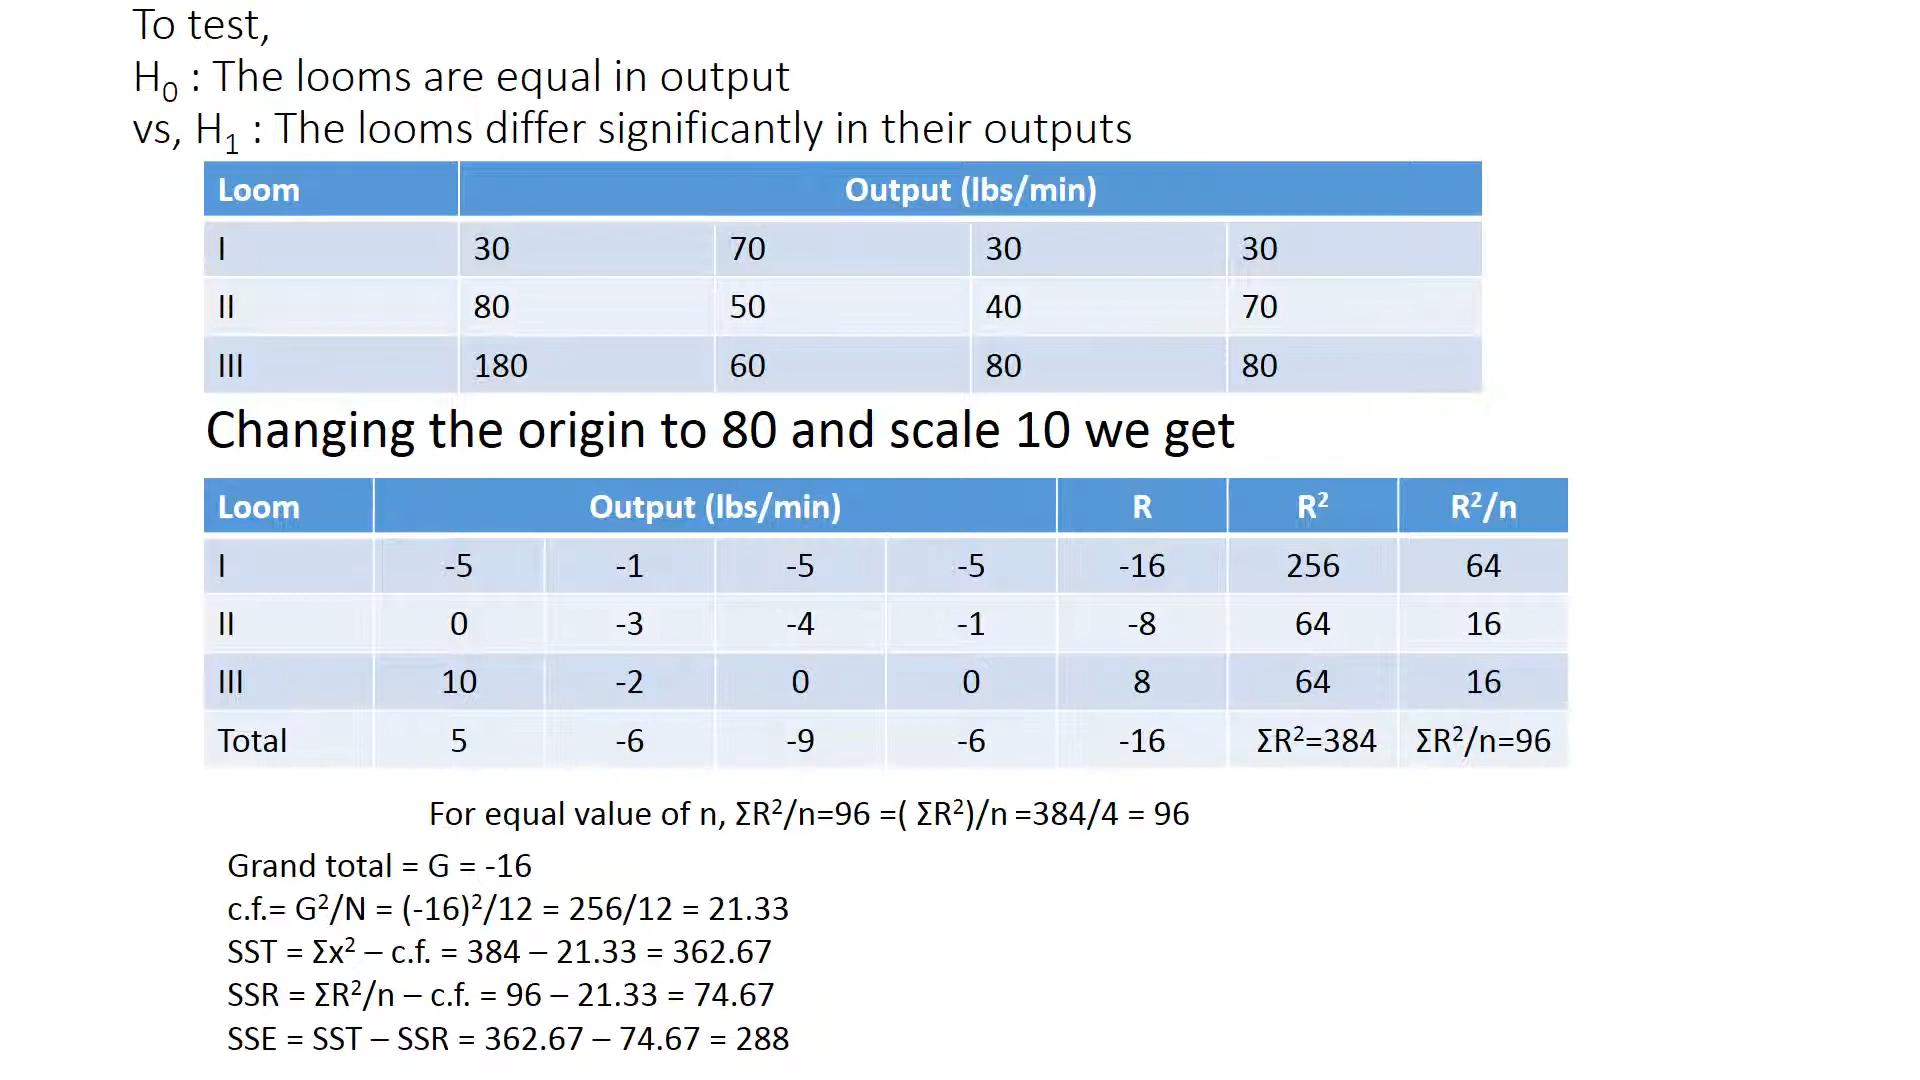 To test,
H₀ : The looms are equal in output
vs, H₁ : The looms differ significantly in their outputs
Loom Output (lbs/min)
I 30 70 30 30
II 80 50 40 70
III 180 60 80 80
Changing the origin to 80 and scale 10 we get
Loom Output (lbs/min) R R² R²/n
I -5 -1 -5 -5 -16 256 64
II 0 -3 -4 -1 -8 64 16
III 10 -2 0 0 8 64 16
Total 5 -6 -9 -6 -16 ΣR²=384 ΣR²/n=96
For equal value of n, ΣR²/n=96 =( ΣR²)/n =384/4 = 96
Grand total = G = -16
c.f.= G²/N = (-16)²/12 = 256/12 = 21.33
SST = Σx² – c.f. = 384 – 21.33 = 362.67
SSR = ΣR²/n – c.f. = 96 – 21.33 = 74.67
SSE = SST – SSR = 362.67 – 74.67 = 288